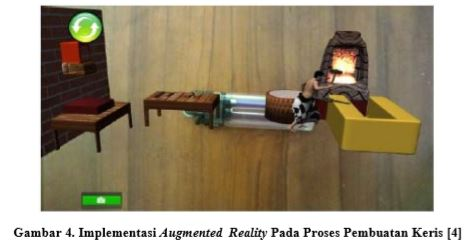 Gambar 4. Implementasi Augmented Reality Pada Proses Pembuatan Keris [4]